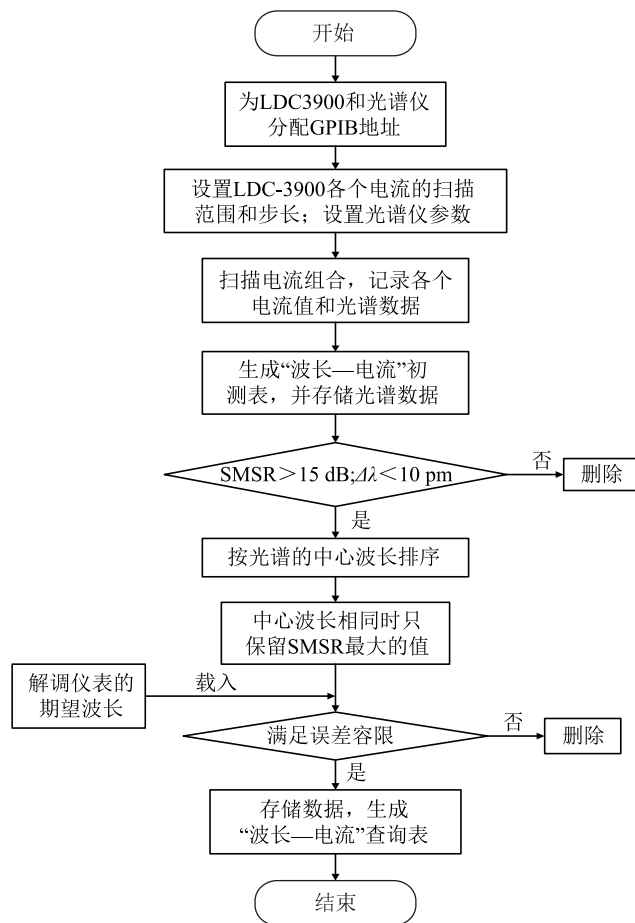 开始
为LDC3900和光谱仪
分配GPIB地址
设置LDC-3900各个电流的扫描
范围和步长；设置光谱仪参数
扫描电流组合，记录各个
电流值和光谱数据
生成“波长—电流”初
测表，并存储光谱数据
SMSR＞15 dB;Δλ＜10 pm
否
删除
是
按光谱的中心波长排序
中心波长相同时只
保留SMSR最大的值
解调仪表的
期望波长
载入
满足误差容限
否
删除
是
存储数据，生成
“波长—电流”查询表
结束